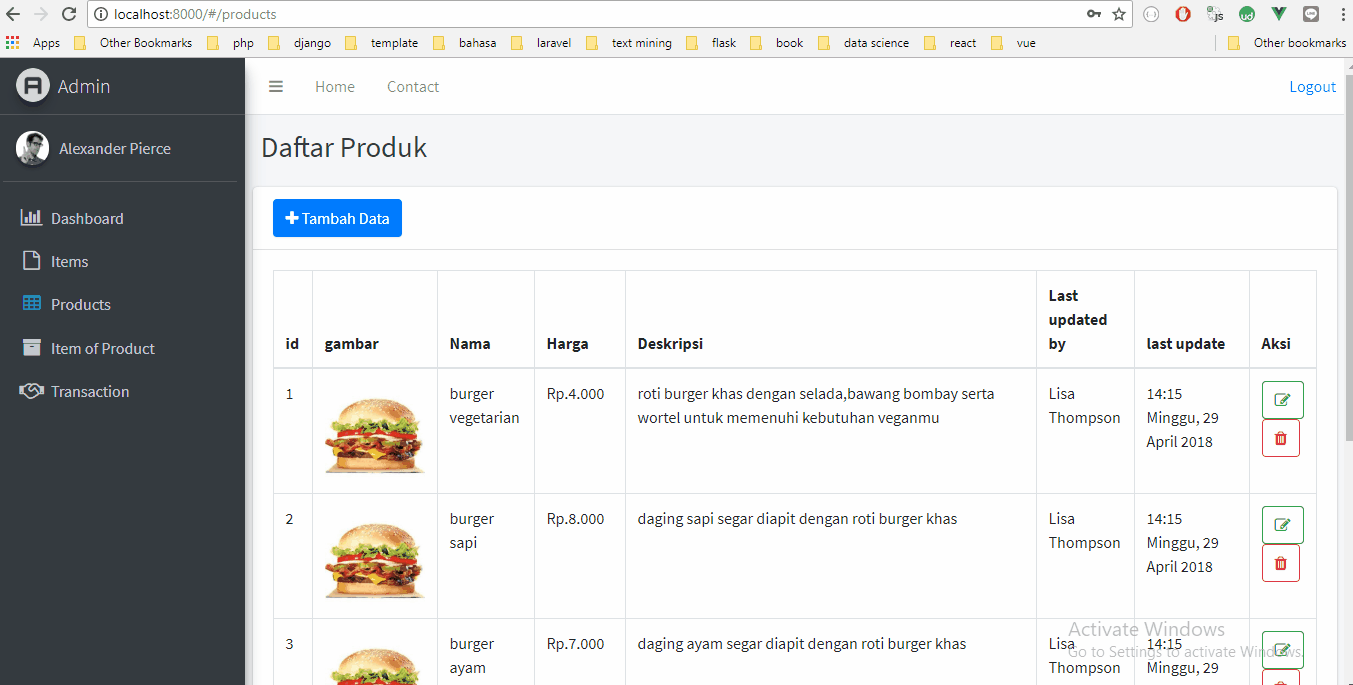 localhost:8000/#/products
Apps Other Bookmarks php django template bahasa laravel text mining flask book data science react vue Other bookmarks
Admin
Home Contact Logout
Alexander Pierce
Dashboard
Items
Products
Item of Product
Transaction
Daftar Produk
Tambah Data
id gambar Nama Harga Deskripsi Last updated by last update Aksi
1 burger vegetarian Rp.4.000 roti burger khas dengan selada,bawang bombay serta
wortel untuk memenuhi kebutuhan veganmu
Lisa
Thompson
14:15
Minggu, 29
April 2018
2 burger sapi Rp.8.000 daging sapi segar diapit dengan roti burger khas
Lisa
Thompson
14:15
Minggu, 29
April 2018
3 burger ayam Rp.7.000 daging ayam segar diapit dengan roti burger khas
Lisa
Thompson
14:15
Minggu, 29
Activate Windows
Go to Settings to activate Windows.